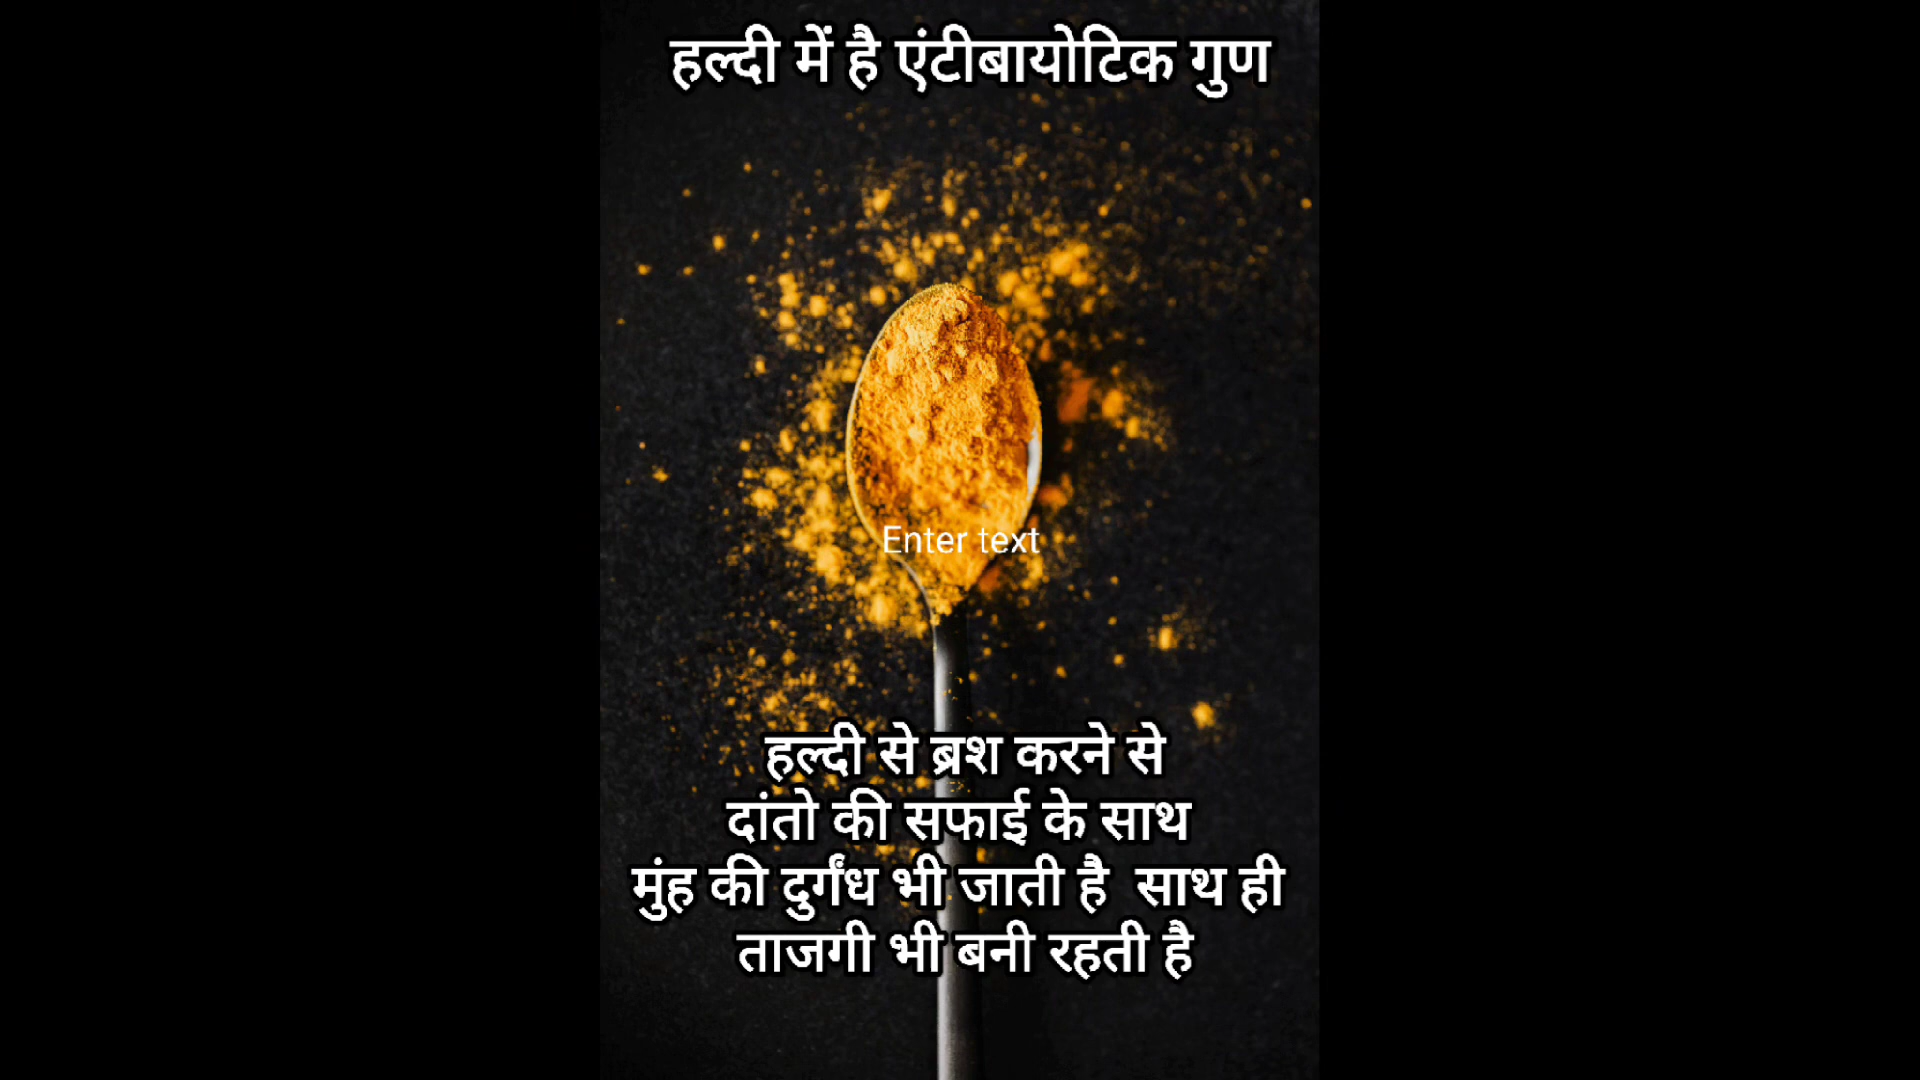 हल्दी में है एंटीबायोटिक गुण
Enter text
हल्दी से ब्रश करने से
दांतो की सफाई के साथ
मुंह की दुर्गंध भी जाती है  साथ ही
ताजगी भी बनी रहती है